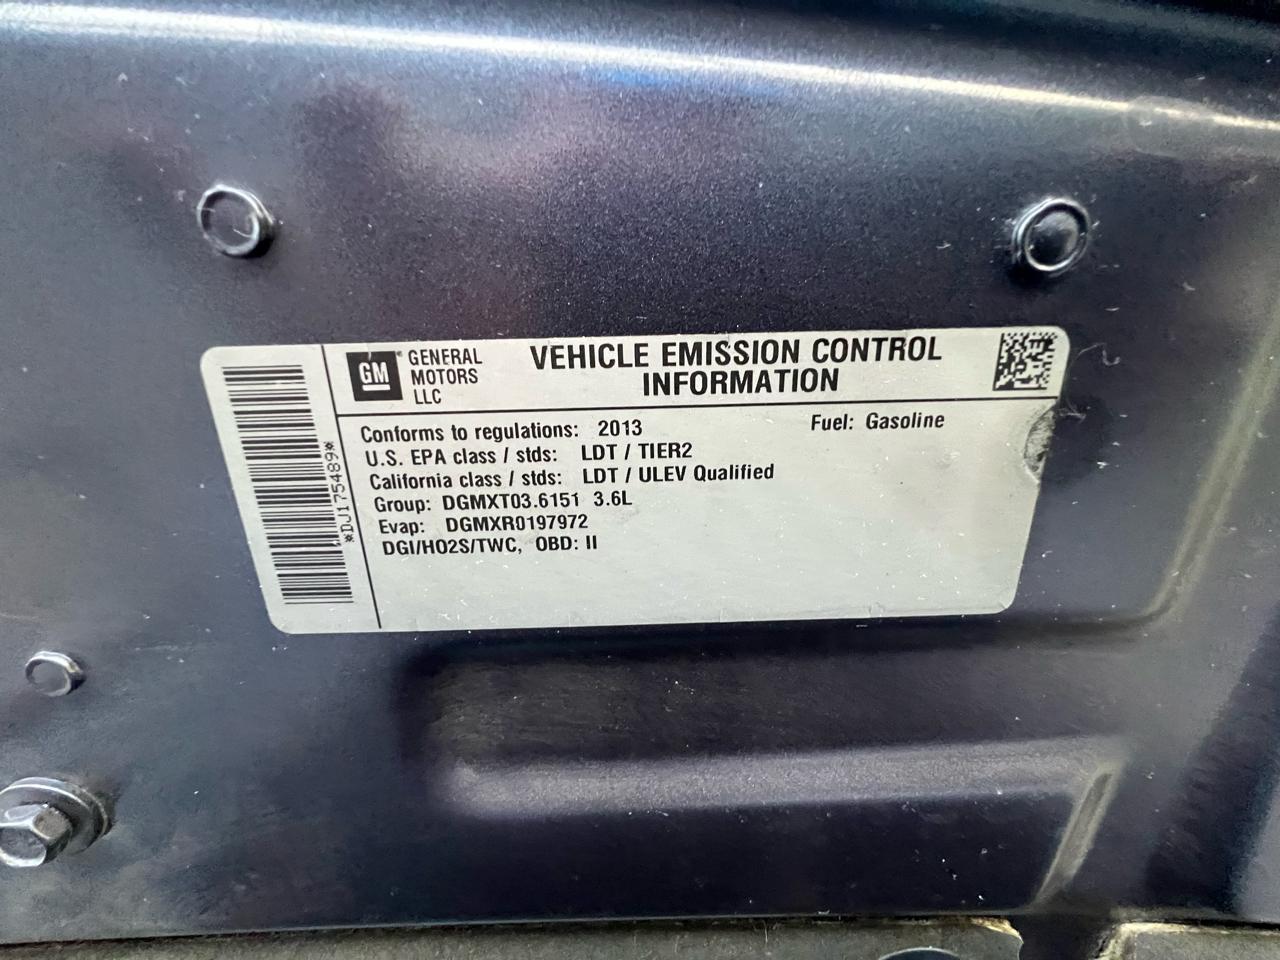 GM
GENERAL
MOTORS
LLC
VEHICLE EMISSION CONTROL
INFORMATION
Conforms to regulations: 2013
Fuel: Gasoline
U.S. EPA class / stds: LDT / TIER2
California class / stds: LDT / ULEV Qualified
Group: DGMXT03.6151 3.6L
Evap: DGMXR0197972
DGI/HO2S/TWC, OBD: II
*DJ175489*